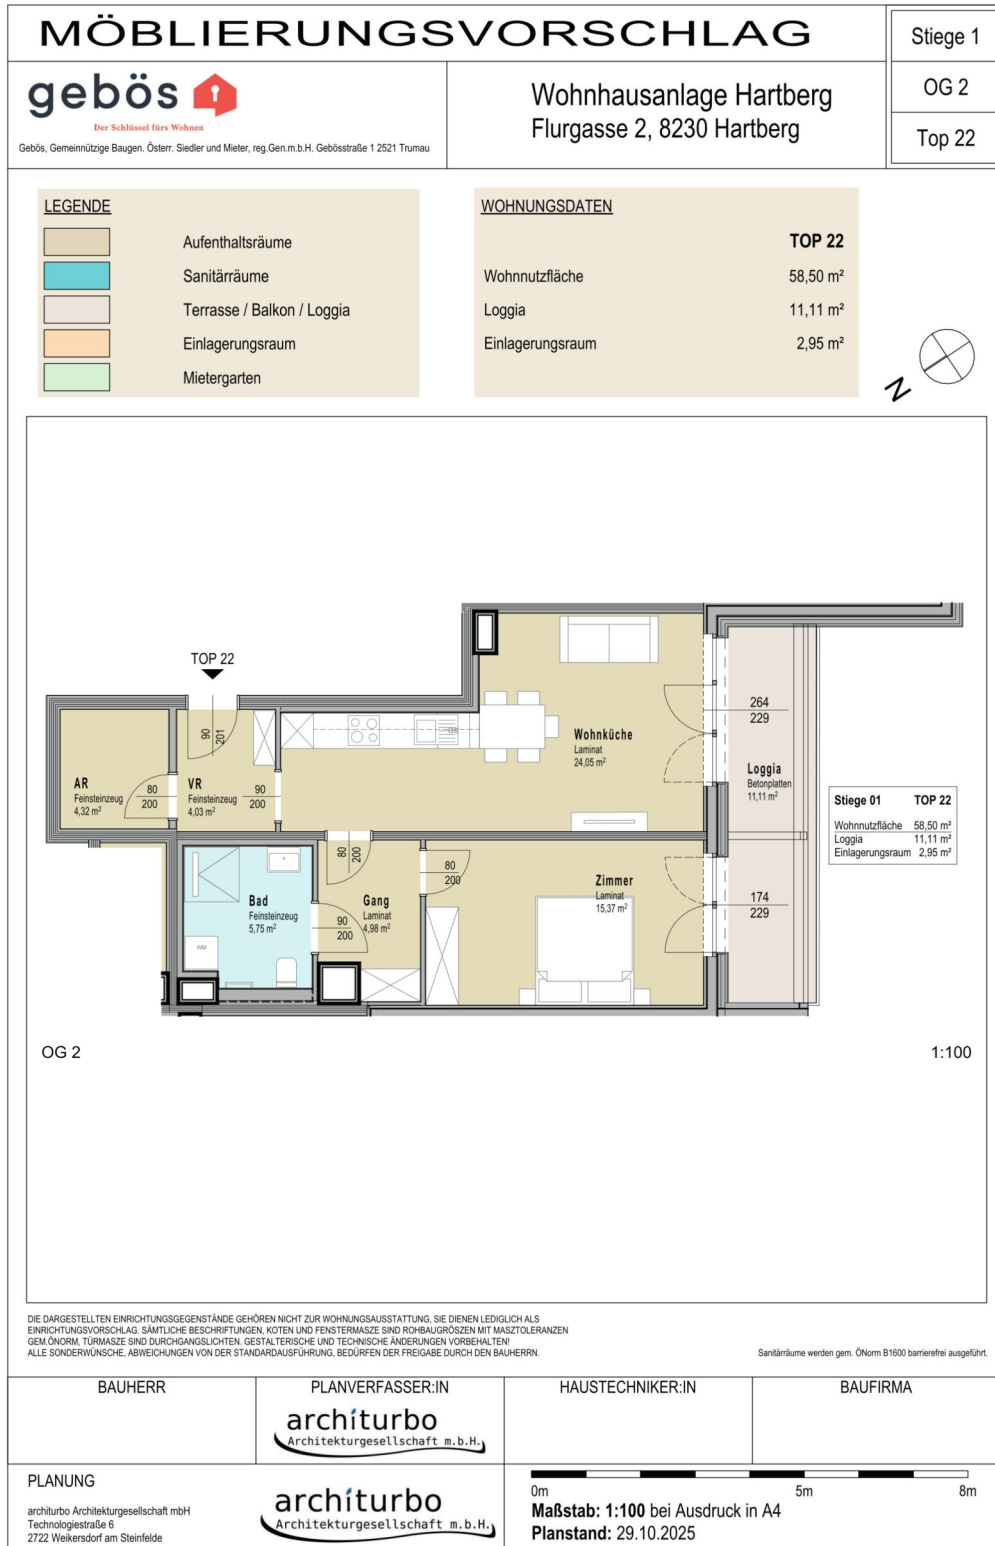 MÖBLIERUNGSVORSCHLAG
Stiege 1
OG 2
Top 22
gebös
Der Schlüssel fürs Wohnen
Gebös, Gemeinnützige Baugen. Österr. Siedler und Mieter, reg.Gen.m.b.H. Gebösstraße 1 2521 Trumau
Wohnhausanlage Hartberg
Flurgasse 2, 8230 Hartberg
LEGENDE
Aufenthaltsräume
Sanitärräume
Terrasse / Balkon / Loggia
Einlagerungsraum
Mietergarten
WOHNUNGSDATEN
TOP 22
Wohnnutzfläche 58,50 m²
Loggia 11,11 m²
Einlagerungsraum 2,95 m²
N
TOP 22
90
201
AR
Feinsteinzeug
4,32 m²
80
200
VR
Feinsteinzeug
4,03 m²
90
200
Wohnküche
Laminat
24,05 m²
264
229
Loggia
Betonplatten
11,11 m²
Stiege 01 TOP 22
Wohnnutzfläche 58,50 m²
Loggia 11,11 m²
Einlagerungsraum 2,95 m²
80
200
80
200
Bad
Feinsteinzeug
5,75 m²
WM
90
200
Gang
Laminat
4,98 m²
Zimmer
Laminat
15,37 m²
174
229
OG 2
1:100
DIE DARGESTELLTEN EINRICHTUNGSGEGENSTÄNDE GEHÖREN NICHT ZUR WOHNUNGSAUSSTATTUNG, SIE DIENEN LEDIGLICH ALS
EINRICHTUNGSVORSCHLAG. SÄMTLICHE BESCHRIFTUNGEN, KOTEN UND FENSTERMASZE SIND ROHBAUGRÖSZEN MIT MASZTOLERANZEN
GEM.ÖNORM, TÜRMASZE SIND DURCHGANGSLICHTEN. GESTALTERISCHE UND TECHNISCHE ÄNDERUNGEN VORBEHALTEN!
ALLE SONDERWÜNSCHE, ABWEICHUNGEN VON DER STANDARDAUSFÜHRUNG, BEDÜRFEN DER FREIGABE DURCH DEN BAUHERRN.
Sanitärräume werden gem. ÖNorm B1600 barrierefrei ausgeführt.
BAUHERR
PLANVERFASSER:IN
architurbo
Architekturgesellschaft m.b.H.
HAUSTECHNIKER:IN
BAUFIRMA
PLANUNG
architurbo Architekturgesellschaft mbH
Technologiestraße 6
2722 Weikersdorf am Steinfelde
architurbo
Architekturgesellschaft m.b.H.
0m 5m 8m
Maßstab: 1:100 bei Ausdruck in A4
Planstand: 29.10.2025